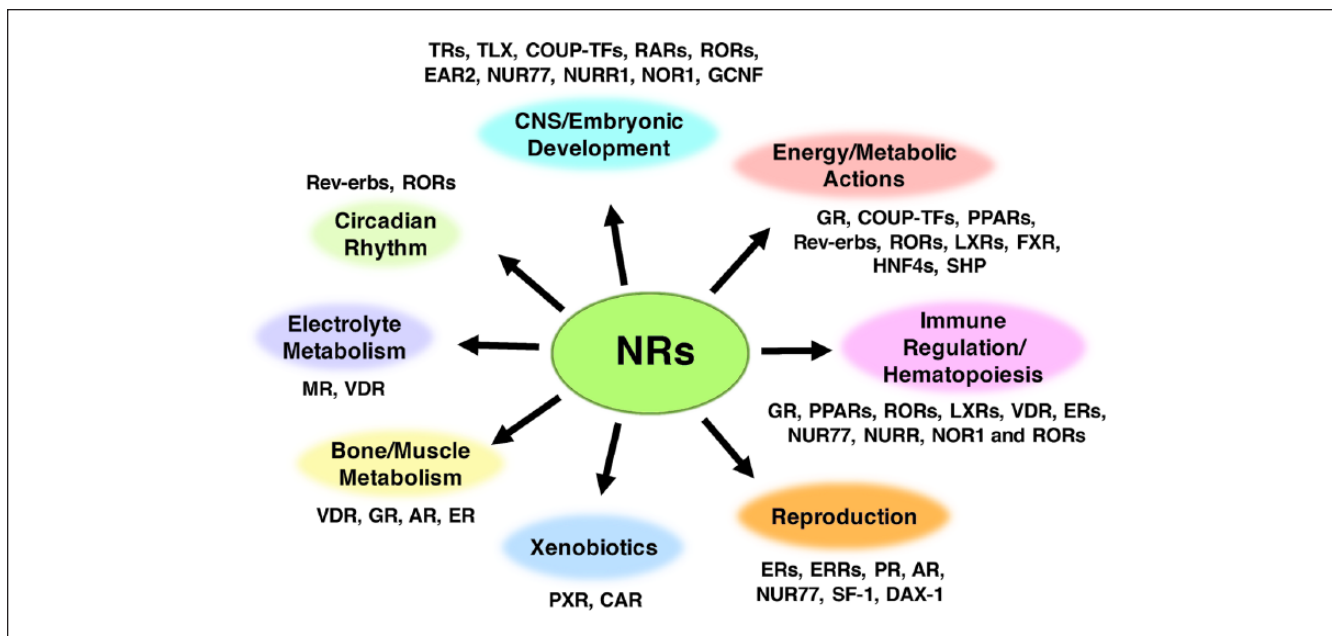 TRs, TLX, COUP-TFs, RARs, RORs,
EAR2, NUR77, NURR1, NOR1, GCNF
CNS/Embryonic
Development
Energy/Metabolic
Actions
GR, COUP-TFs, PPARs,
Rev-erbs, RORs, LXRs, FXR,
HNF4s, SHP
Rev-erbs, RORs
Circadian
Rhythm
NRs
Electrolyte
Metabolism
MR, VDR
Immune
Regulation/
Hematopoiesis
GR, PPARs, RORs, LXRs, VDR, ERs,
NUR77, NURR, NOR1 and RORs
Bone/Muscle
Metabolism
VDR, GR, AR, ER
Xenobiotics
PXR, CAR
Reproduction
ERs, ERRs, PR, AR,
NUR77, SF-1, DAX-1